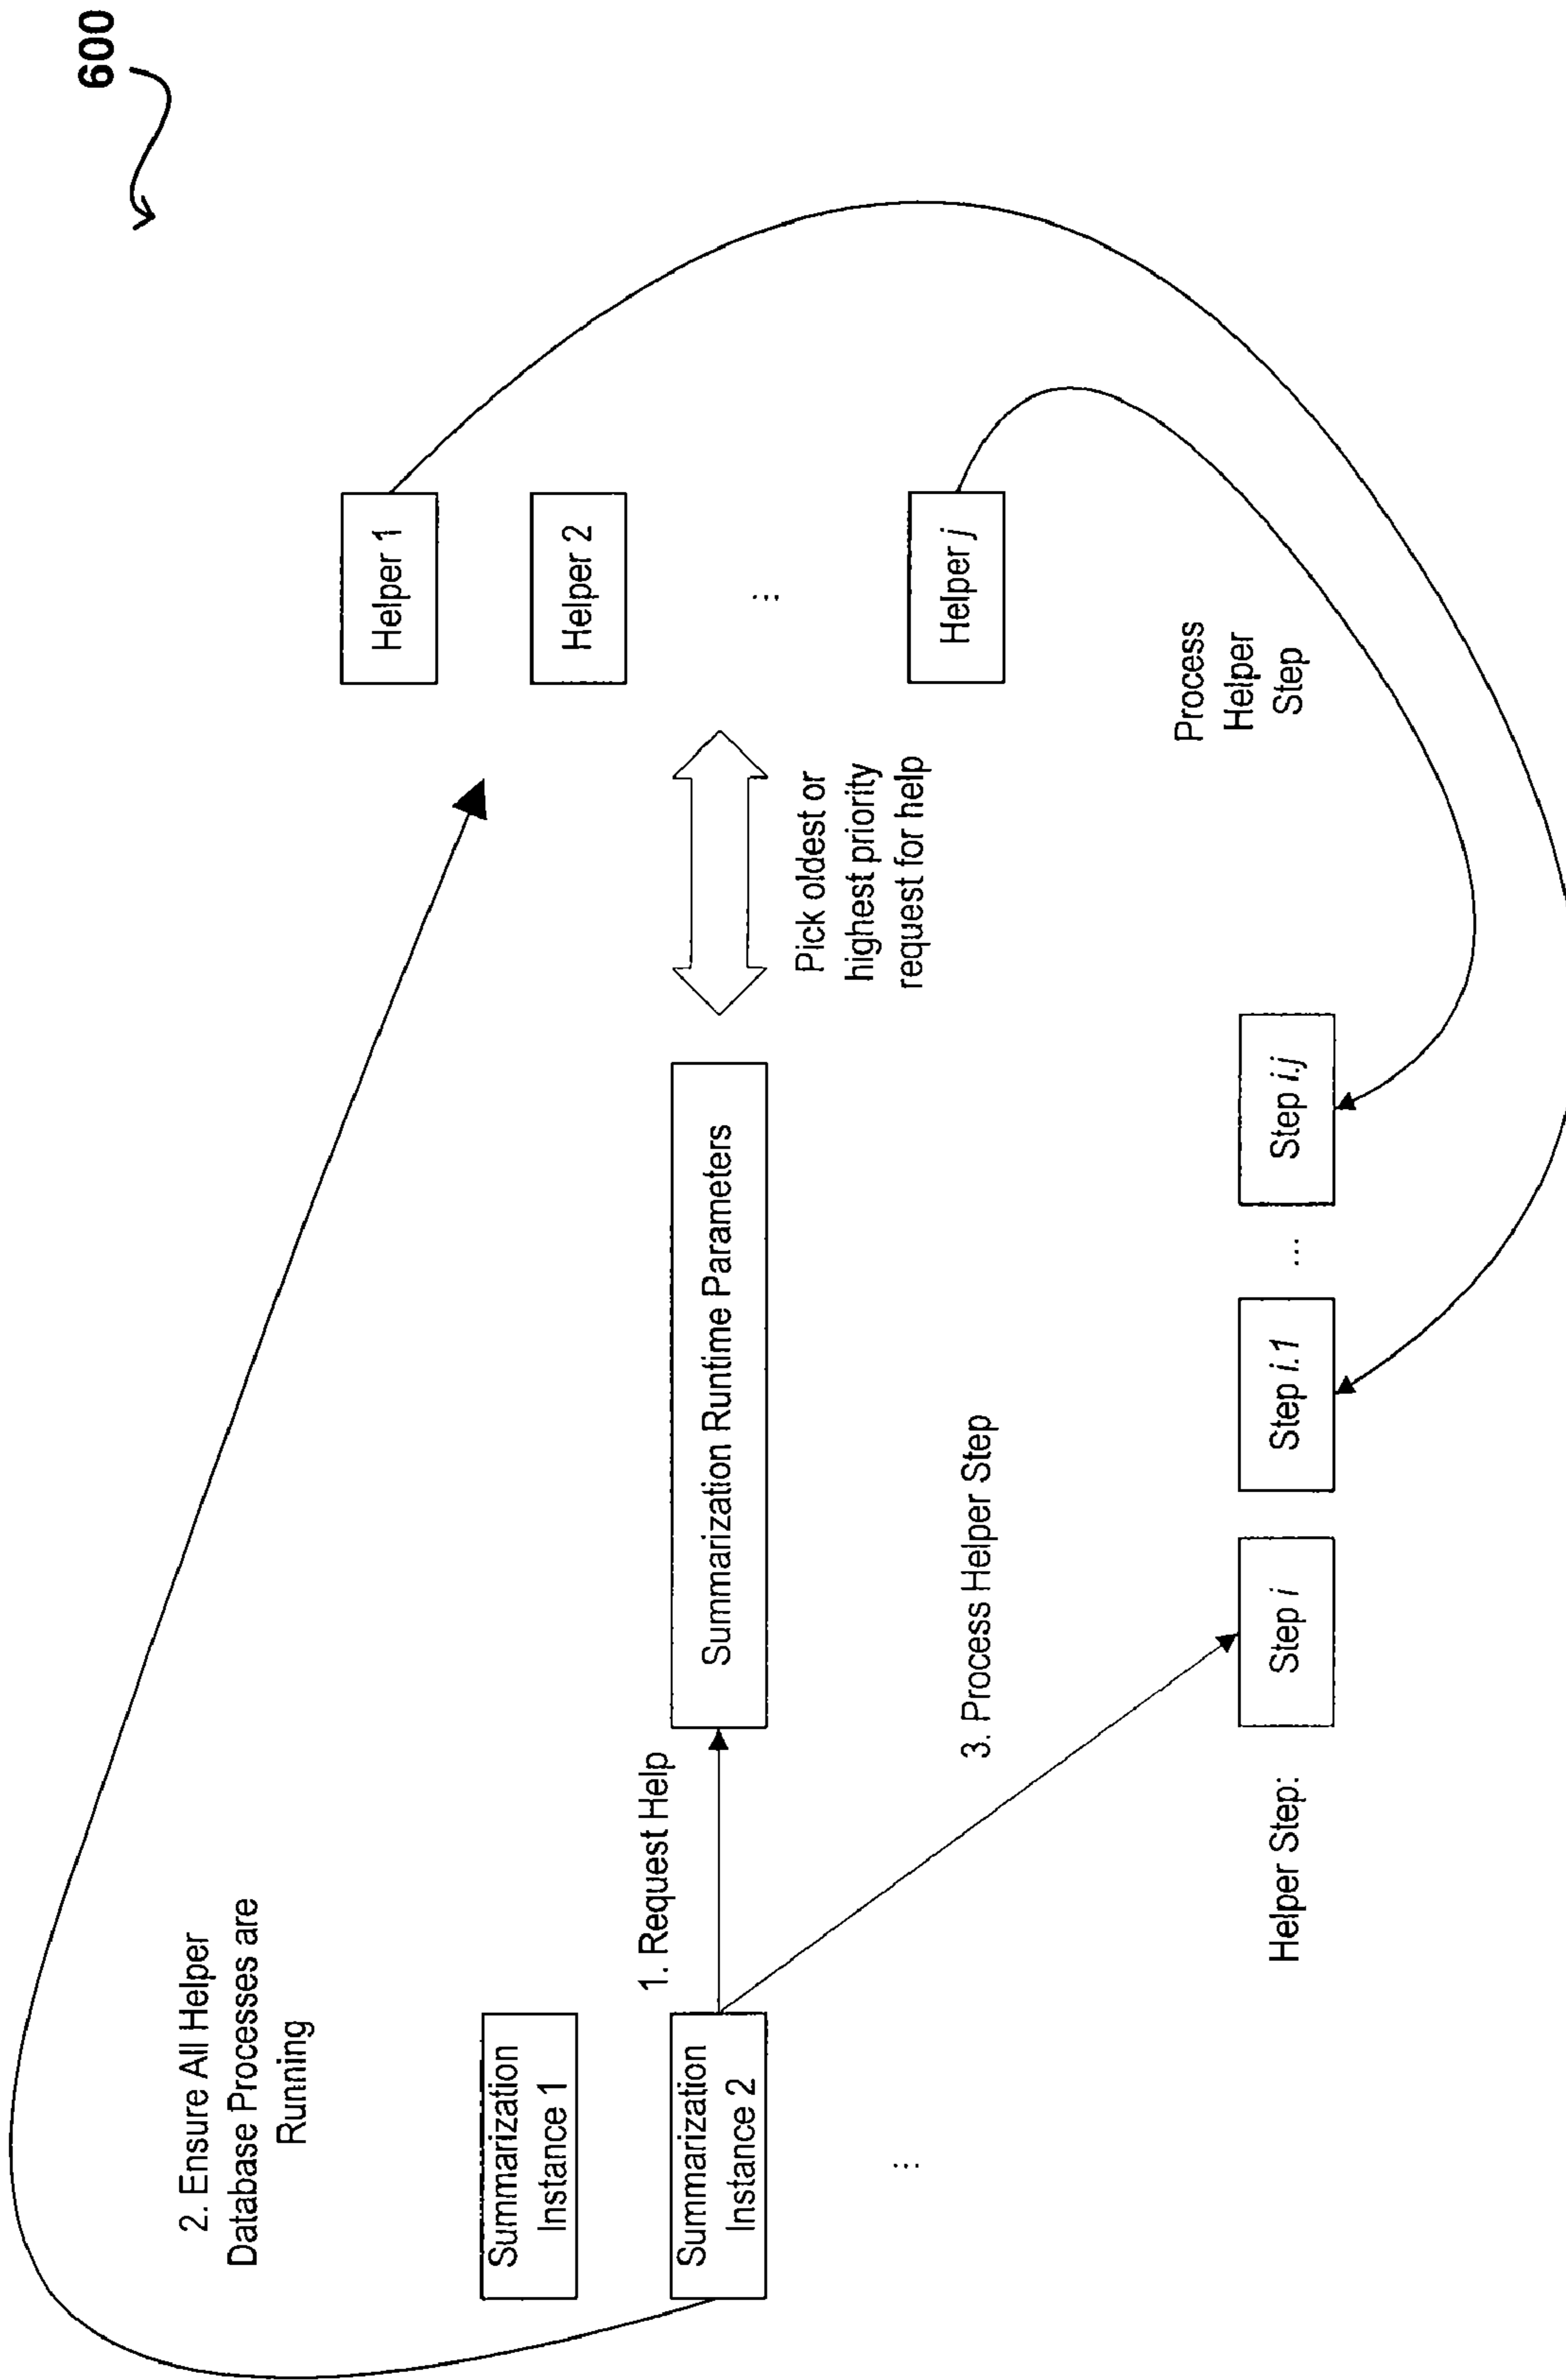 600
2. Ensure All Helper
Database Processes are
Running
Summarization
Instance 1
Summarization
Instance 2
⋮
1. Request Help
Summarization Runtime Parameters
Pick oldest or
highest priority
request for help
Helper 1
Helper 2
⋮
Helper j
3. Process Helper Step
Process
Helper
Step
Helper Step:
Step i
Step i.1
...
Step i.j